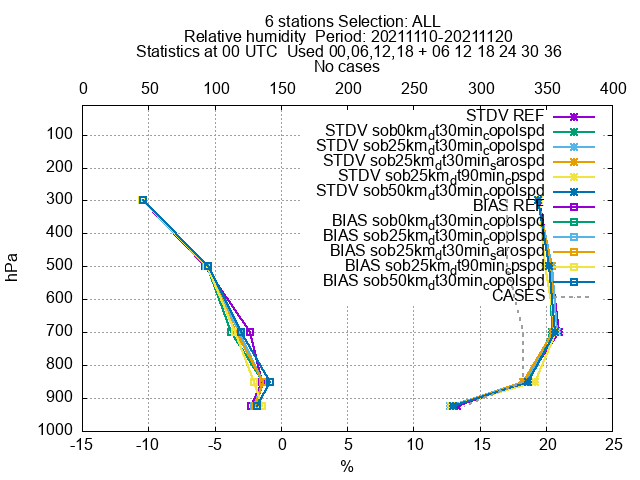 6 stations Selection: ALL
Relative humidity  Period: 20211110-20211120
Statistics at 00 UTC  Used 00,06,12,18 + 06 12 18 24 30 36
No cases
0 50 100 150 200 250 300 350 400
STDV REF
STDV sob0km_dt30min_copolspd
STDV sob25km_dt30min_copolspd
STDV sob25km_dt30min_sarospd
STDV sob25km_dt90min_cpspd
STDV sob50km_dt30min_copolspd
BIAS REF
BIAS sob0km_dt30min_copolspd
BIAS sob25km_dt30min_copolspd
BIAS sob25km_dt30min_sarospd
BIAS sob25km_dt90min_cpspd
BIAS sob50km_dt30min_copolspd
CASES
100
200
300
400
500
600
700
800
900
1000
hPa
-15 -10 -5 0 5 10 15 20 25
%